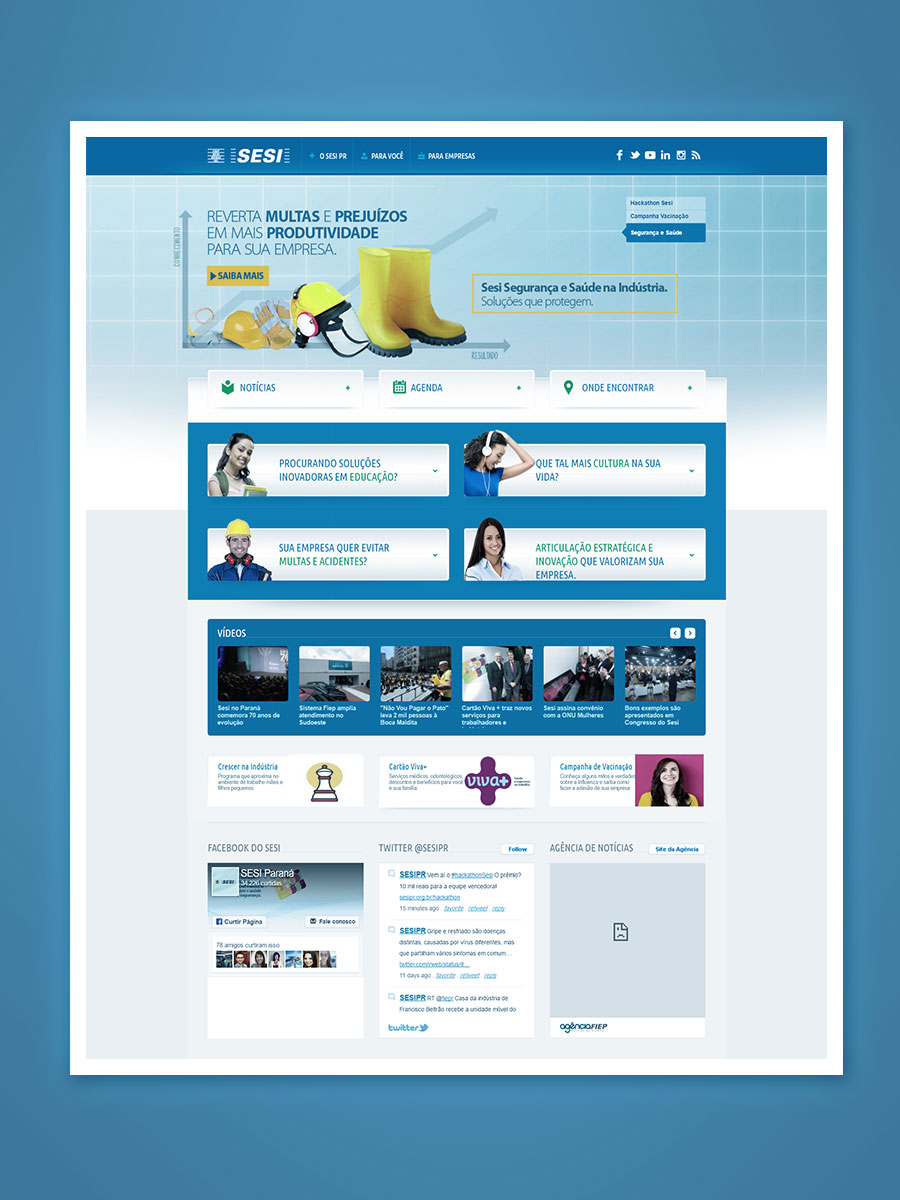 SESI
O SESI PR
PARA VOCÊ
PARA EMPRESAS
REVERTA MULTAS E PREJUÍZOS
EM MAIS PRODUTIVIDADE
PARA SUA EMPRESA.
SAIBA MAIS
CONHECIMENTO
RESULTADO
Hackathon Sesi
Campanha Vacinação
Segurança e Saúde
Sesi Segurança e Saúde na Indústria.
Soluções que protegem.
NOTÍCIAS
AGENDA
ONDE ENCONTRAR
PROCURANDO SOLUÇÕES
INOVADORAS EM EDUCAÇÃO?
QUE TAL MAIS CULTURA NA SUA
VIDA?
SUA EMPRESA QUER EVITAR
MULTAS E ACIDENTES?
ARTICULAÇÃO ESTRATÉGICA E
INOVAÇÃO QUE VALORIZAM SUA
EMPRESA.
VÍDEOS
Sesi no Paraná
comemora 70 anos de
evolução
Sistema Fiep amplia
atendimento no
Sudoeste
"Não Vou Pagar o Pato"
leva 2 mil pessoas à
Boca Maldita
Cartão Viva + traz novos
serviços para
trabalhadores e
Sesi assina convênio
com a ONU Mulheres
Bons exemplos são
apresentados em
Congresso do Sesi
Crescer na Indústria
Programa que aproxima no
ambiente de trabalho mães e
filhos pequenos
Cartão Viva+
Serviços médicos, odontológicos,
descontos e benefícios para você
e sua família
viva+
Campanha de Vacinação
Conheça alguns mitos e verdades
sobre a Influenza e saiba como
fazer a adesão de sua empresa
FACEBOOK DO SESI
SESI Paraná
34.226 curtidas
Curtir Página
Fale conosco
78 amigos curtiram isso
TWITTER @SESIPR
Follow
SESIPR Vem aí o #hackathonSesi O prêmio?
10 mil reais para a equipe vencedora!
sesipr.org.br/hackathon
15 minutes ago · favorite retweet reply
SESIPR Gripe e resfriado são doenças
distintas, causadas por vírus diferentes, mas
que partilham vários sintomas em comum…
twitter.com/i/web/status/8…
11 days ago · favorite retweet reply
SESIPR RT @fiepr Casa da indústria de
Francisco Beltrão recebe a unidade móvel do
twitter
AGÊNCIA DE NOTÍCIAS
Site da Agência
agênciaFIEP